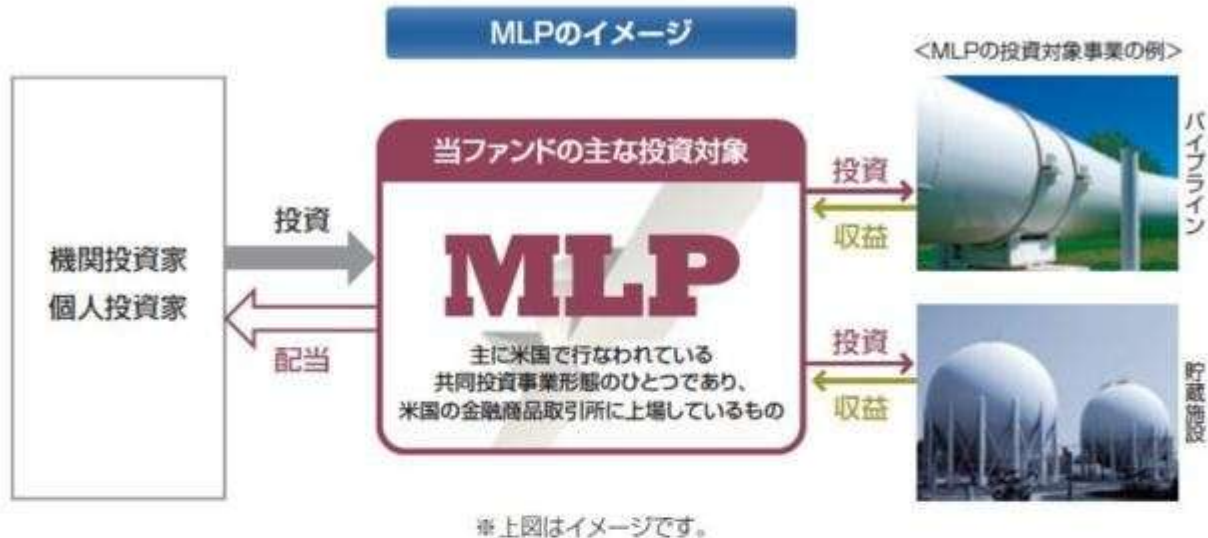 MLPのイメージ
<MLPの投資対象事業の例>
機関投資家
個人投資家
投資
配当
当ファンドの主な投資対象
MLP
主に米国で行なわれている
共同投資事業形態のひとつであり、
米国の金融商品取引所に上場しているもの
投資
収益
パイプライン
投資
収益
貯蔵施設
※上図はイメージです。